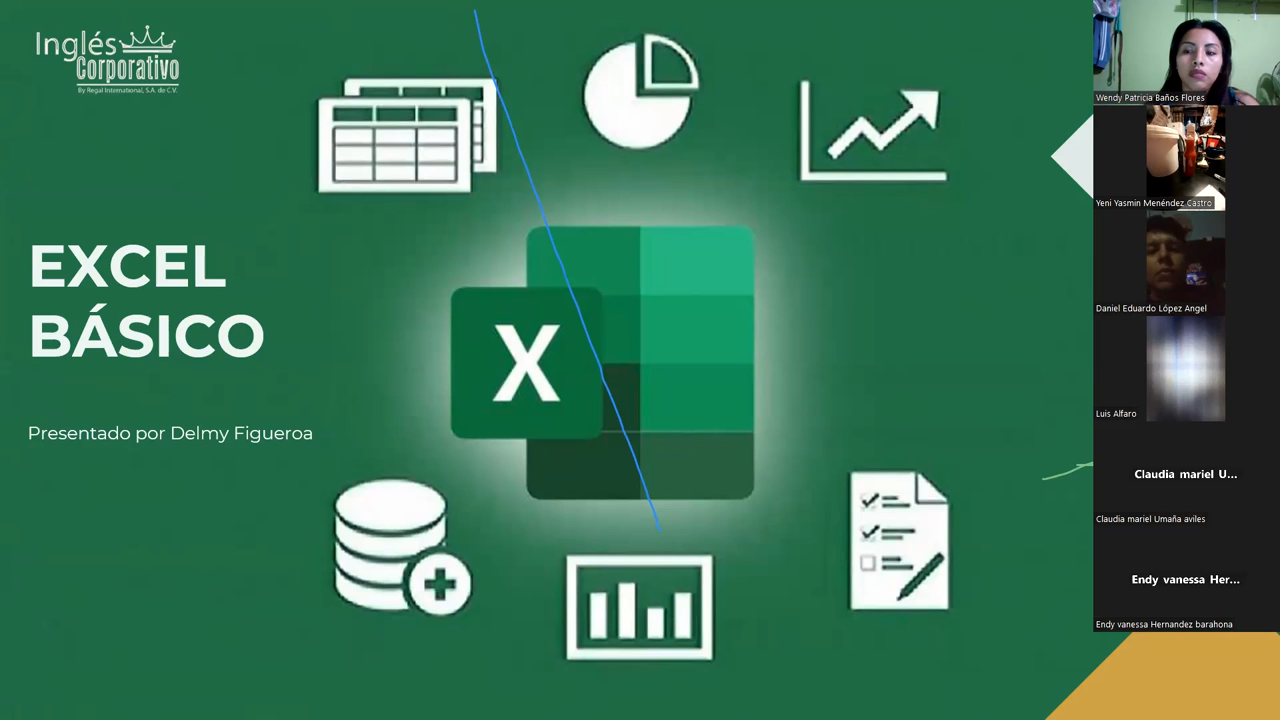 Inglés
Corporativo
By Regal International, S.A. de C.V.
EXCEL
BÁSICO
Presentado por Delmy Figueroa
X
Wendy Patricia Baños Flores
Yeni Yasmin Menéndez Castro
Daniel Eduardo López Angel
Luis Alfaro
Claudia mariel U...
Claudia mariel Umaña aviles
Endy vanessa Her...
Endy vanessa Hernandez barahona